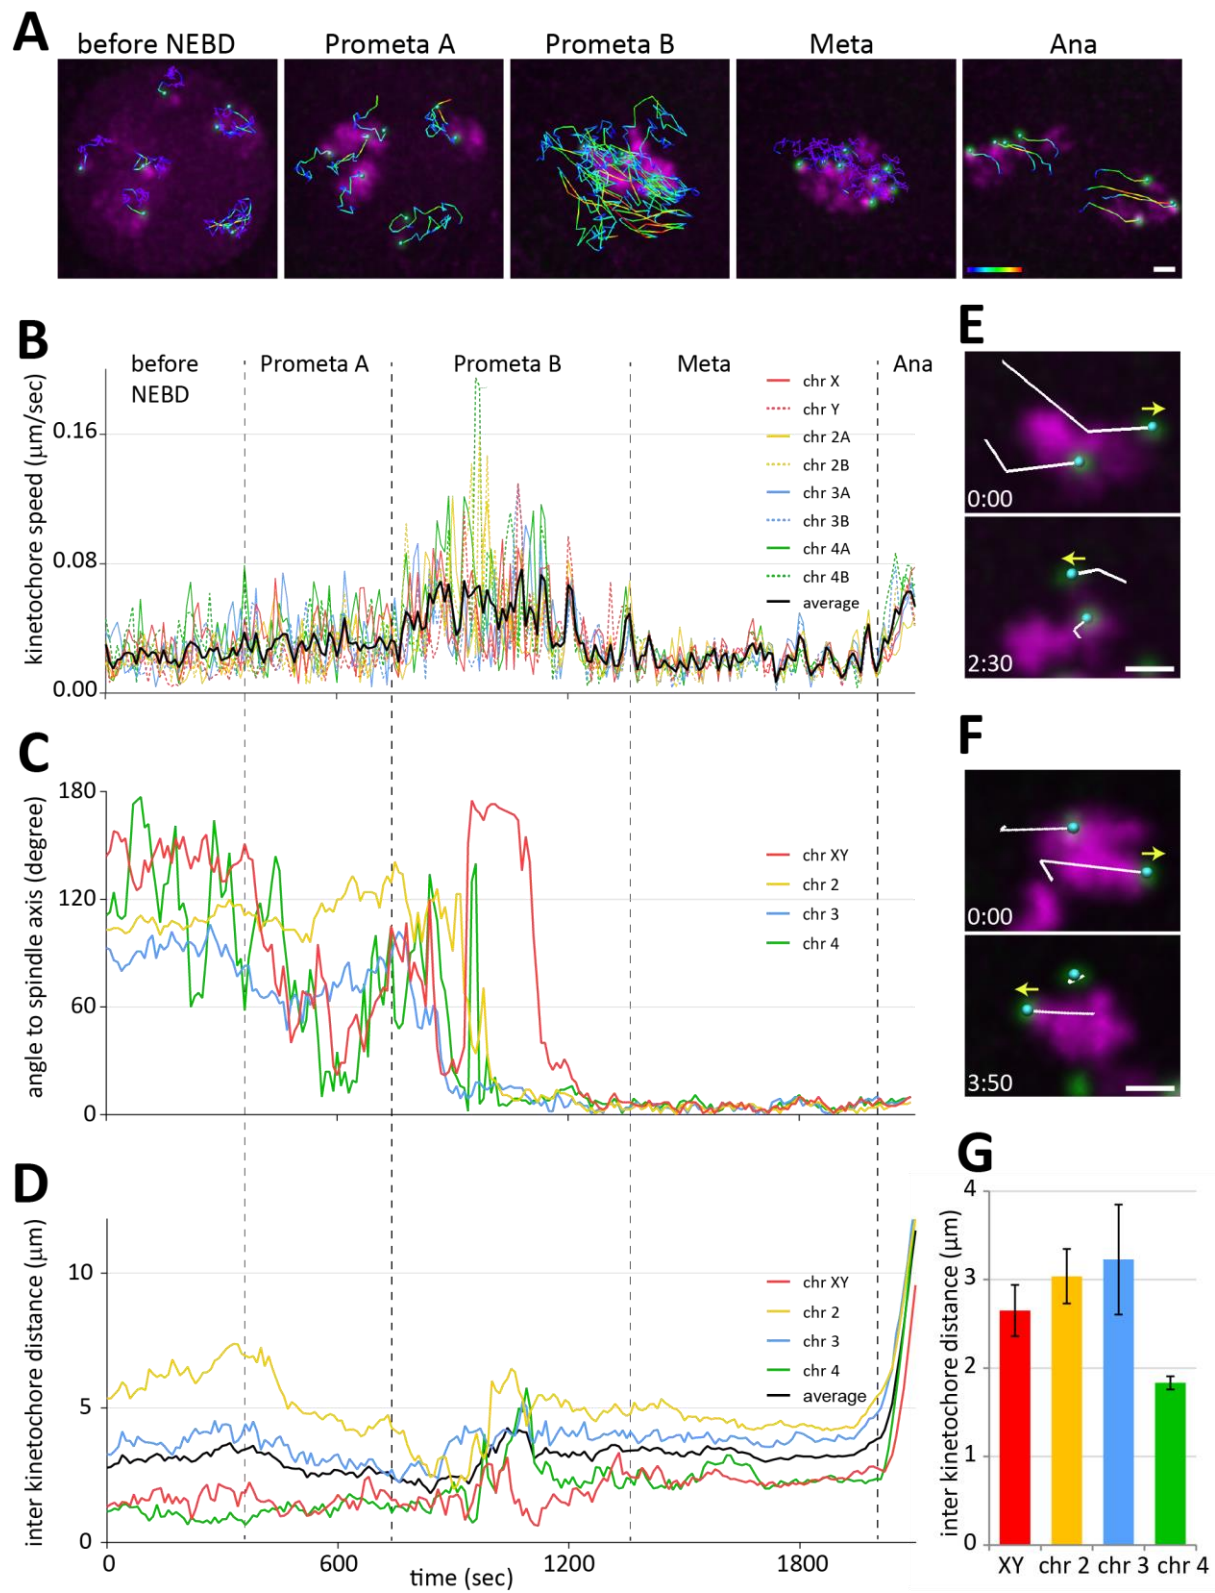 A
before NEBD
Prometa A
Prometa B
Meta
Ana
B
before
NEBD
Prometa A
Prometa B
Meta
Ana
kinetochore speed (µm/sec)
0.16
0.08
0.00
chr X
chr Y
chr 2A
chr 2B
chr 3A
chr 3B
chr 4A
chr 4B
average
E
0:00
2:30
C
angle to spindle axis (degree)
180
120
60
0
chr XY
chr 2
chr 3
chr 4
F
0:00
3:50
D
inter kinetochore distance (µm)
10
5
0
chr XY
chr 2
chr 3
chr 4
average
0
600
1200
1800
time (sec)
G
inter kinetochore distance (µm)
4
3
2
1
0
XY
chr 2
chr 3
chr 4